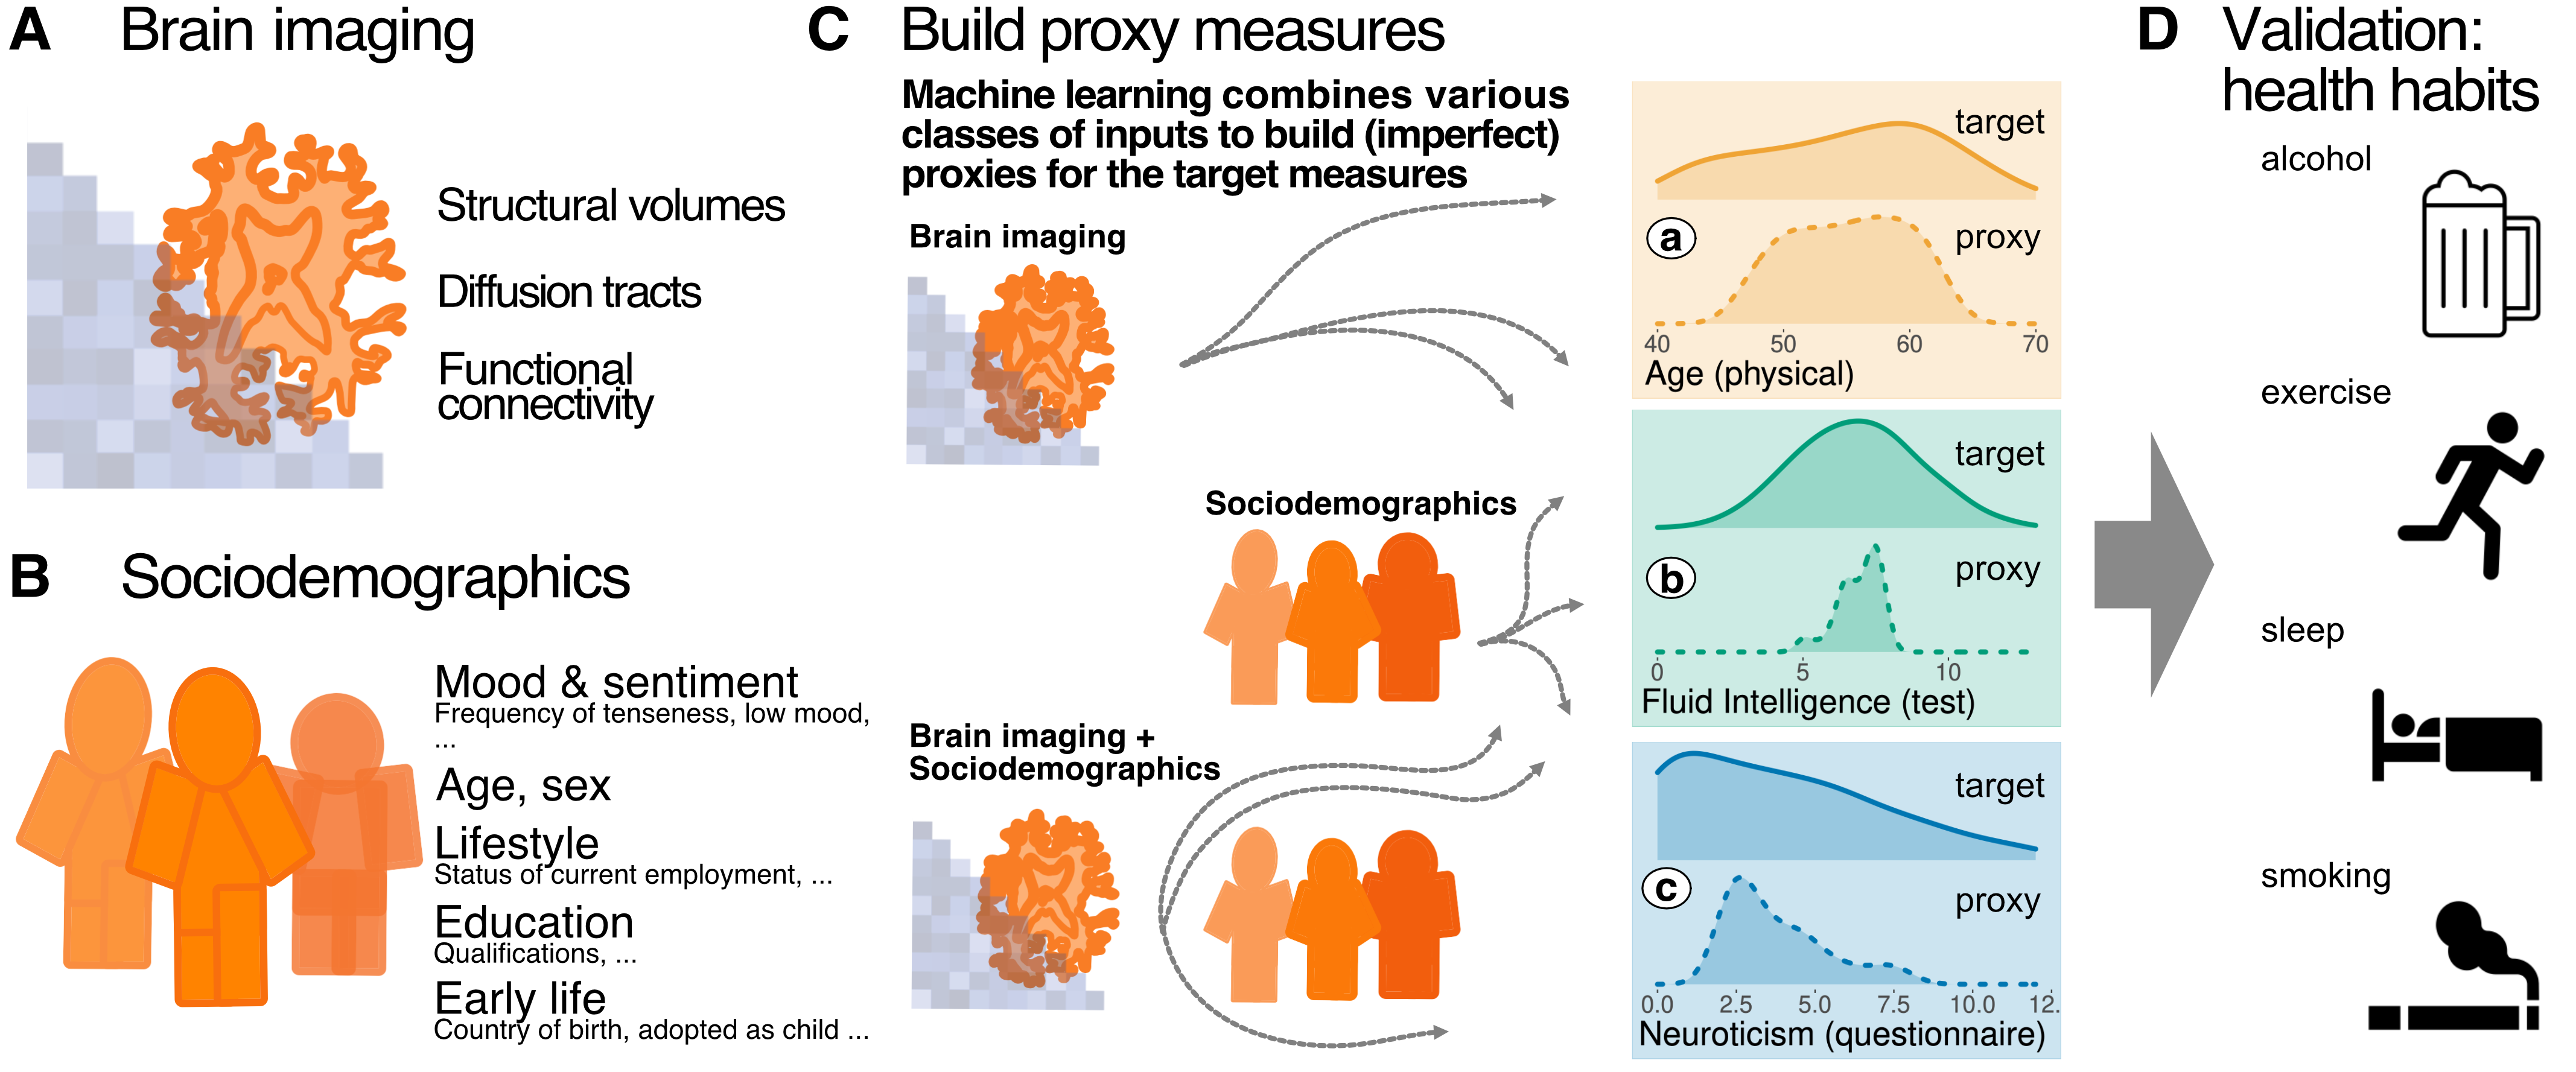 A Brain imaging
Structural volumes
Diffusion tracts
Functional
connectivity
B Sociodemographics
Mood & sentiment
Frequency of tenseness, low mood,
...
Age, sex
Lifestyle
Status of current employment, ...
Education
Qualifications, ...
Early life
Country of birth, adopted as child ...
C Build proxy measures
Machine learning combines various
classes of inputs to build (imperfect)
proxies for the target measures
Brain imaging
Sociodemographics
Brain imaging +
Sociodemographics
target
a proxy
40 50 60 70
Age (physical)
target
b proxy
0 5 10
Fluid Intelligence (test)
target
c proxy
0.0 2.5 5.0 7.5 10.0 12.
Neuroticism (questionnaire)
D Validation:
health habits
alcohol
exercise
sleep
smoking